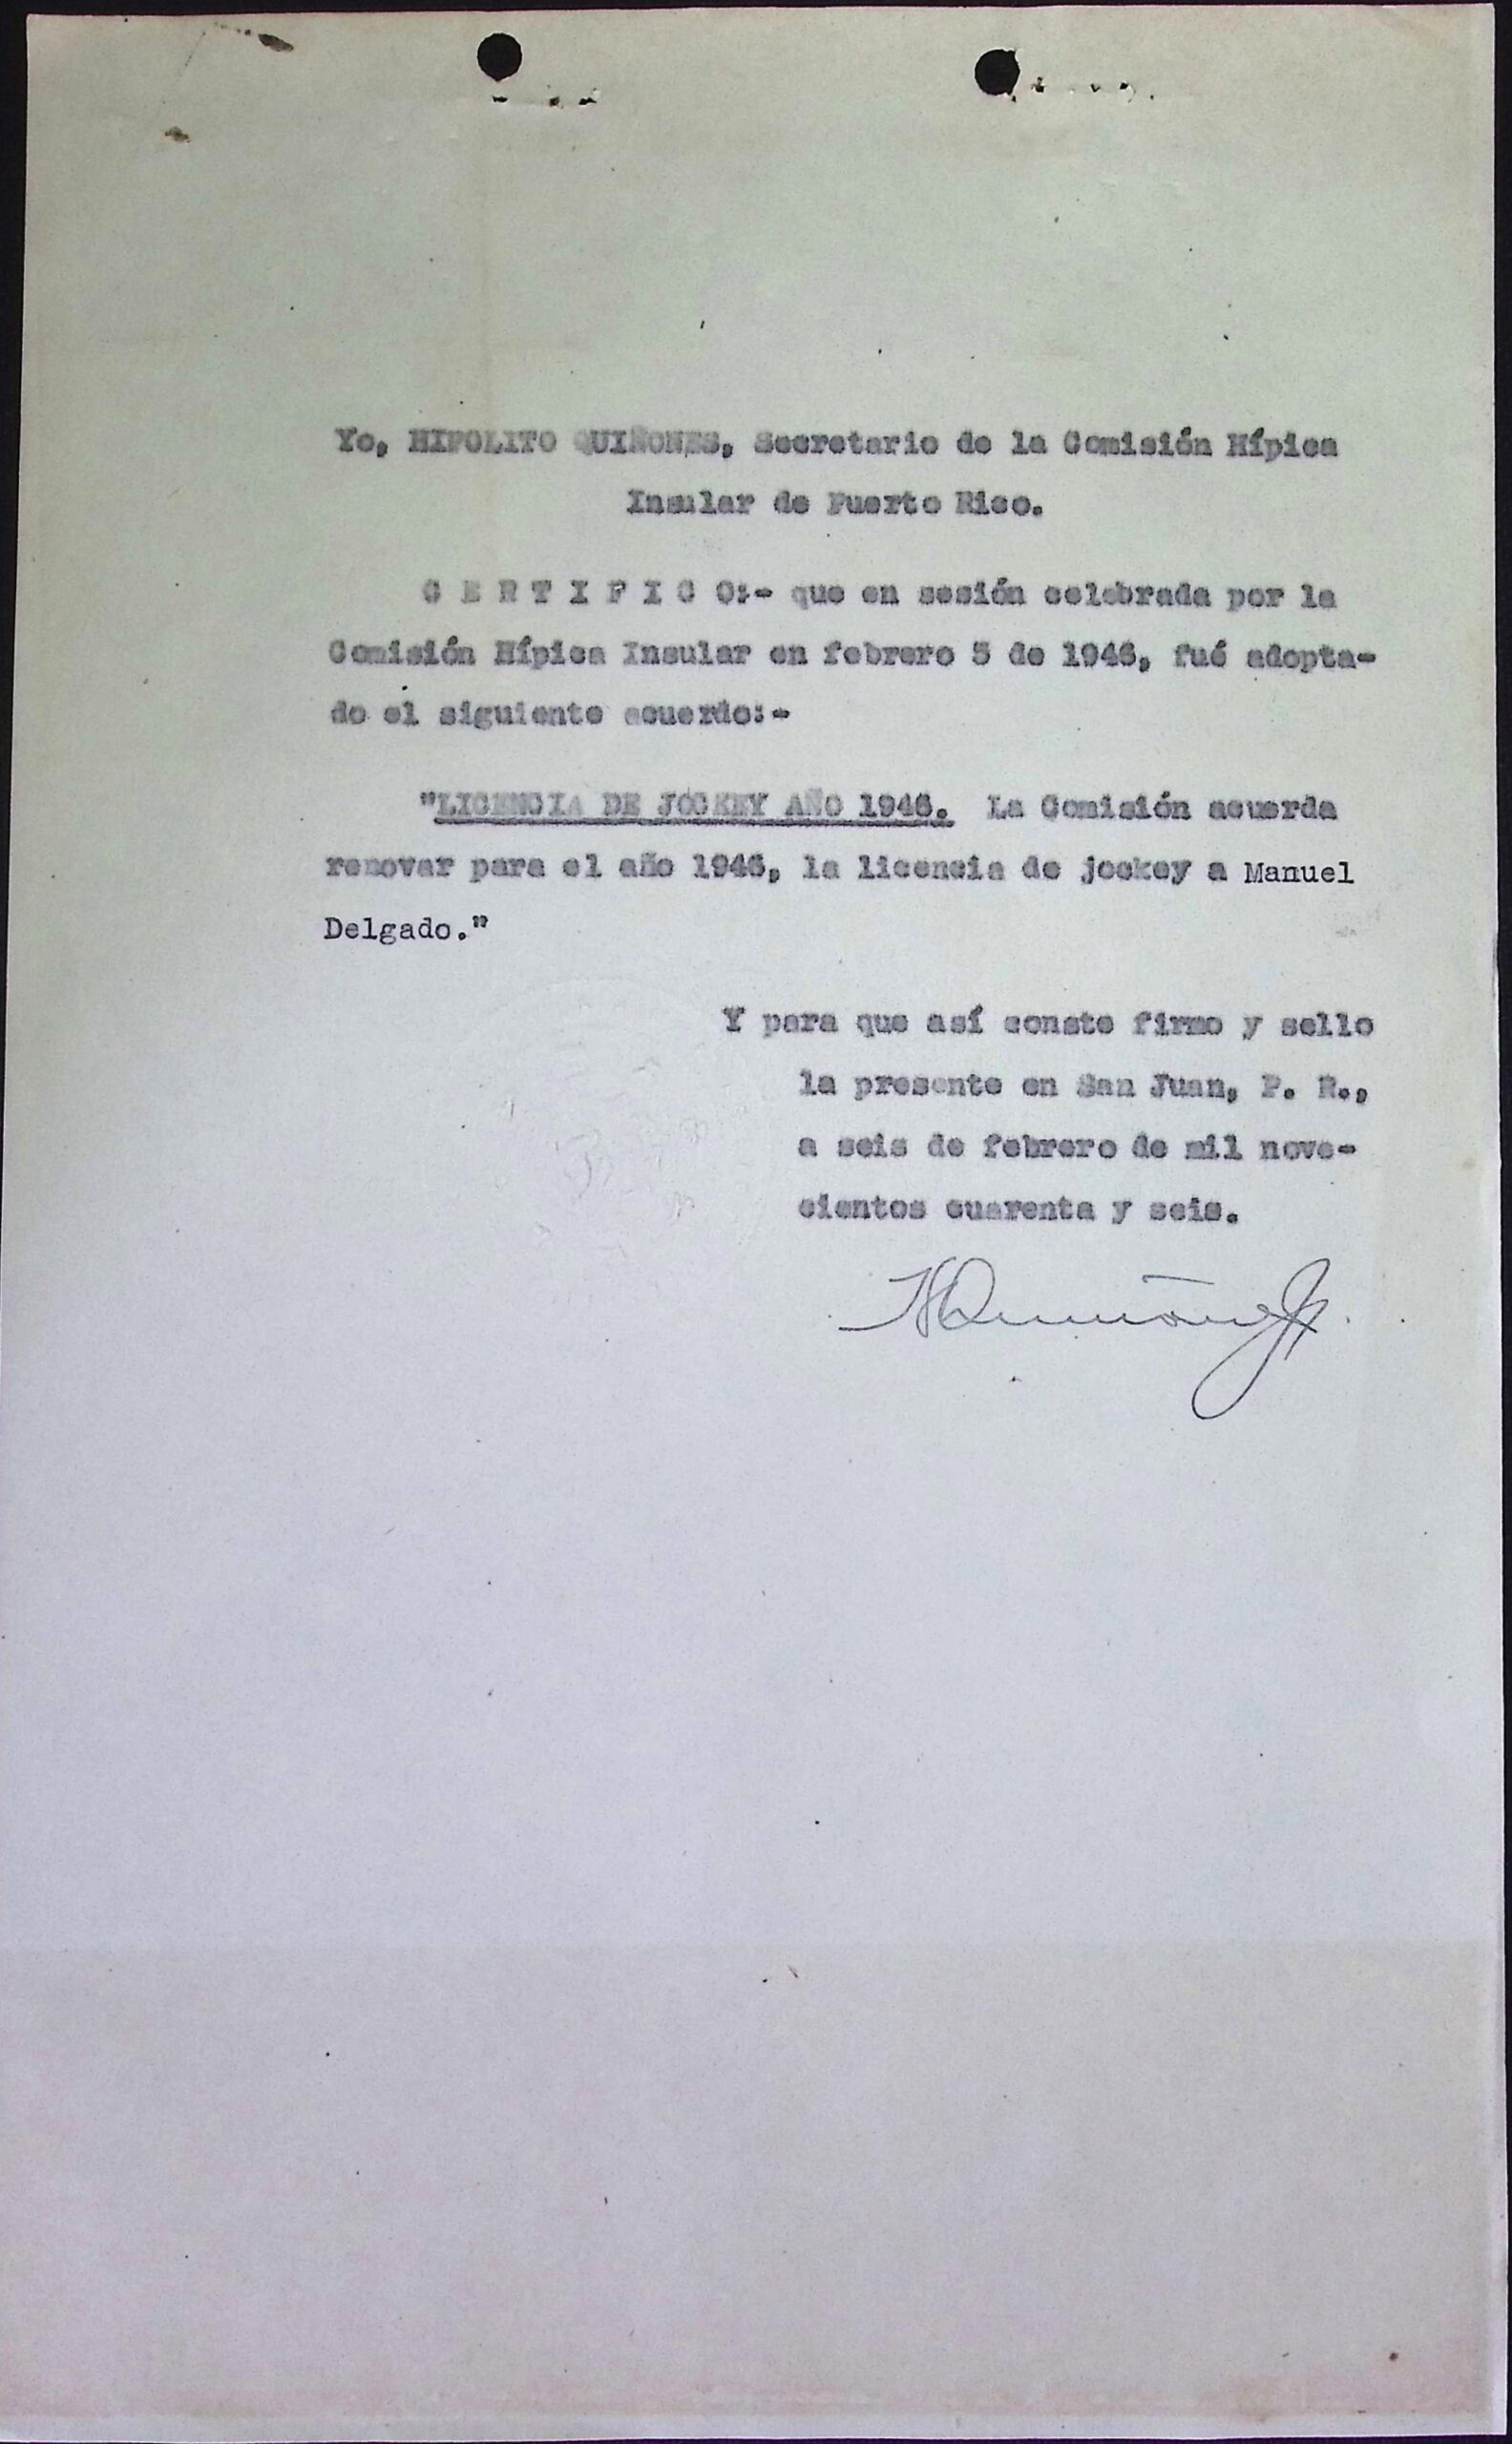 Yo, HIPOLITO QUIÑONES, Secretario de la Comisión Hípica
Insular de Puerto Rico.
C E R T I F I C O:- que en sesión celebrada por la
Comisión Hípica Insular en febrero 5 de 1946, fué adopta-
do el siguiente acuerdo:-
"LICENCIA DE JOCKEY AÑO 1946. La Comisión acuerda
renovar para el año 1946, la licencia de jockey a Manuel
Delgado."
Y para que así conste firmo y sello
la presente en San Juan, P. R.,
a seis de febrero de mil nove-
cientos cuarenta y seis.
HQuiñones